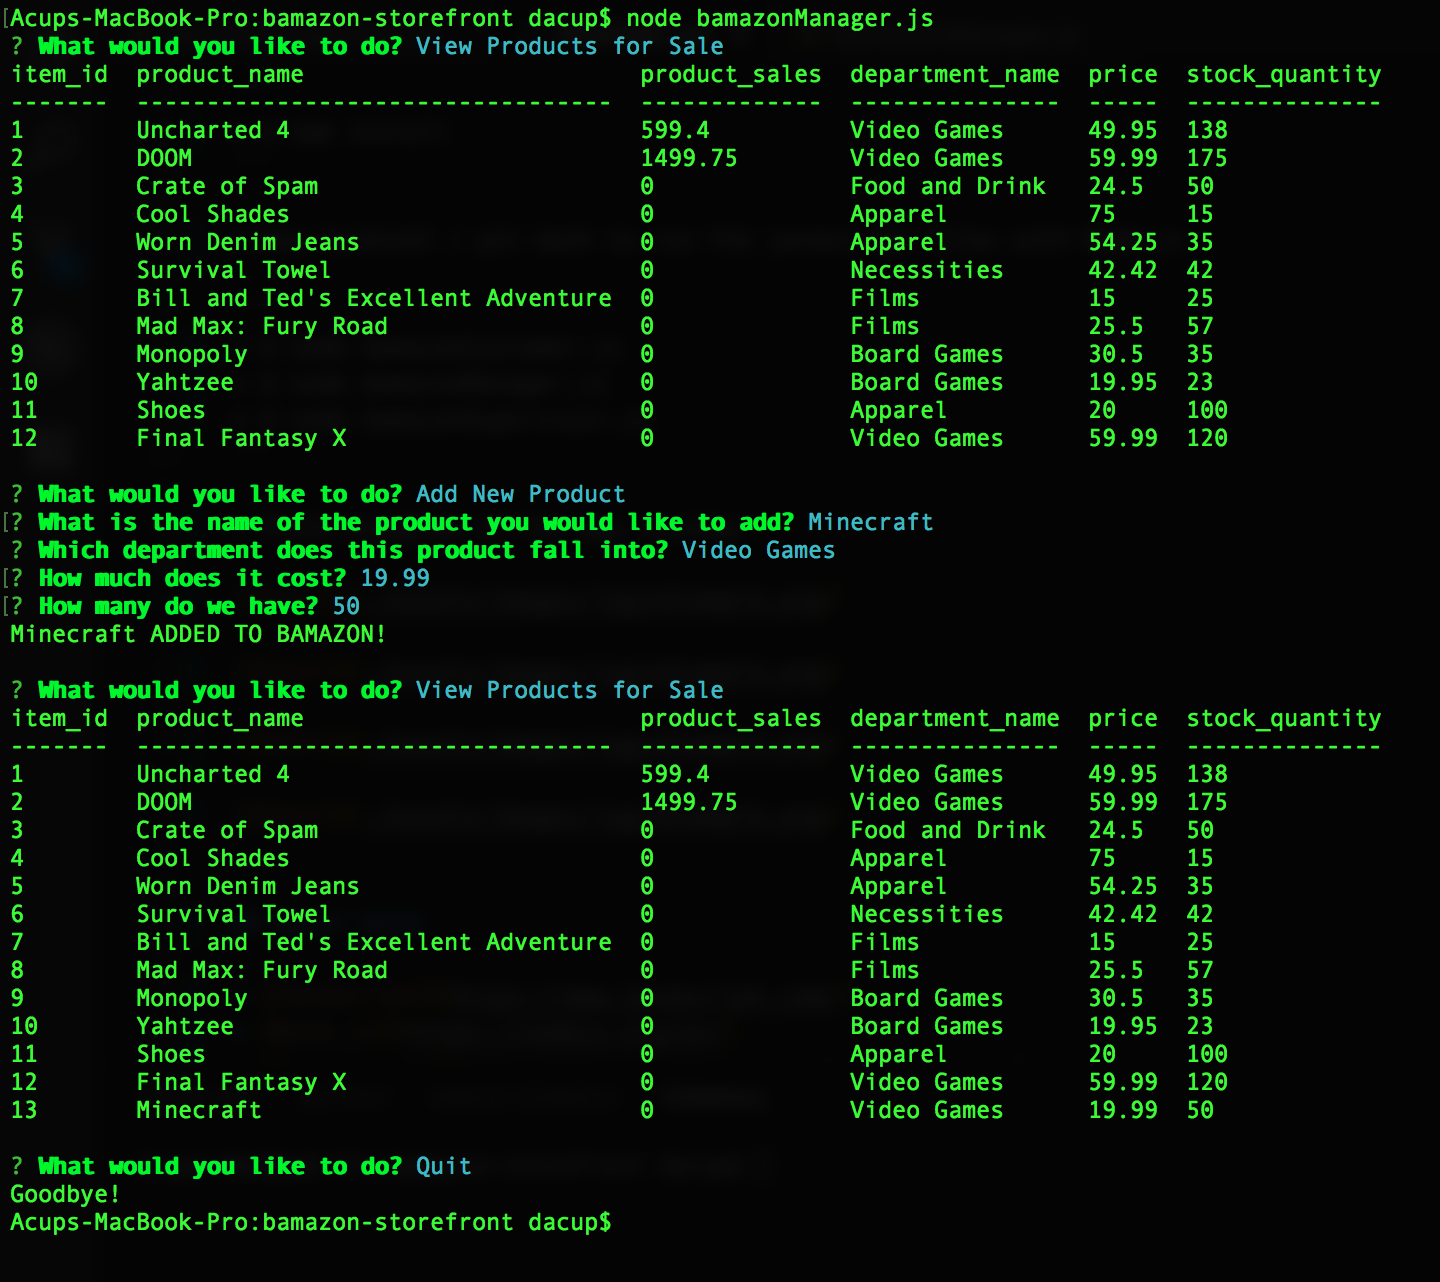 [Acups-MacBook-Pro:bamazon-storefront dacup$ node bamazonManager.js
? What would you like to do? View Products for Sale
item_id  product_name                        product_sales  department_name  price  stock_quantity
-------  ----------------------------------  -------------  ---------------  -----  --------------
1        Uncharted 4                         599.4          Video Games      49.95  138
2        DOOM                                1499.75        Video Games      59.99  175
3        Crate of Spam                       0              Food and Drink   24.5   50
4        Cool Shades                         0              Apparel          75     15
5        Worn Denim Jeans                    0              Apparel          54.25  35
6        Survival Towel                      0              Necessities      42.42  42
7        Bill and Ted's Excellent Adventure  0              Films            15     25
8        Mad Max: Fury Road                  0              Films            25.5   57
9        Monopoly                            0              Board Games      30.5   35
10       Yahtzee                             0              Board Games      19.95  23
11       Shoes                               0              Apparel          20     100
12       Final Fantasy X                     0              Video Games      59.99  120
? What would you like to do? Add New Product
[? What is the name of the product you would like to add? Minecraft
? Which department does this product fall into? Video Games
[? How much does it cost? 19.99
[? How many do we have? 50
Minecraft ADDED TO BAMAZON!
? What would you like to do? View Products for Sale
item_id  product_name                        product_sales  department_name  price  stock_quantity
-------  ----------------------------------  -------------  ---------------  -----  --------------
1        Uncharted 4                         599.4          Video Games      49.95  138
2        DOOM                                1499.75        Video Games      59.99  175
3        Crate of Spam                       0              Food and Drink   24.5   50
4        Cool Shades                         0              Apparel          75     15
5        Worn Denim Jeans                    0              Apparel          54.25  35
6        Survival Towel                      0              Necessities      42.42  42
7        Bill and Ted's Excellent Adventure  0              Films            15     25
8        Mad Max: Fury Road                  0              Films            25.5   57
9        Monopoly                            0              Board Games      30.5   35
10       Yahtzee                             0              Board Games      19.95  23
11       Shoes                               0              Apparel          20     100
12       Final Fantasy X                     0              Video Games      59.99  120
13       Minecraft                           0              Video Games      19.99  50
? What would you like to do? Quit
Goodbye!
Acups-MacBook-Pro:bamazon-storefront dacup$